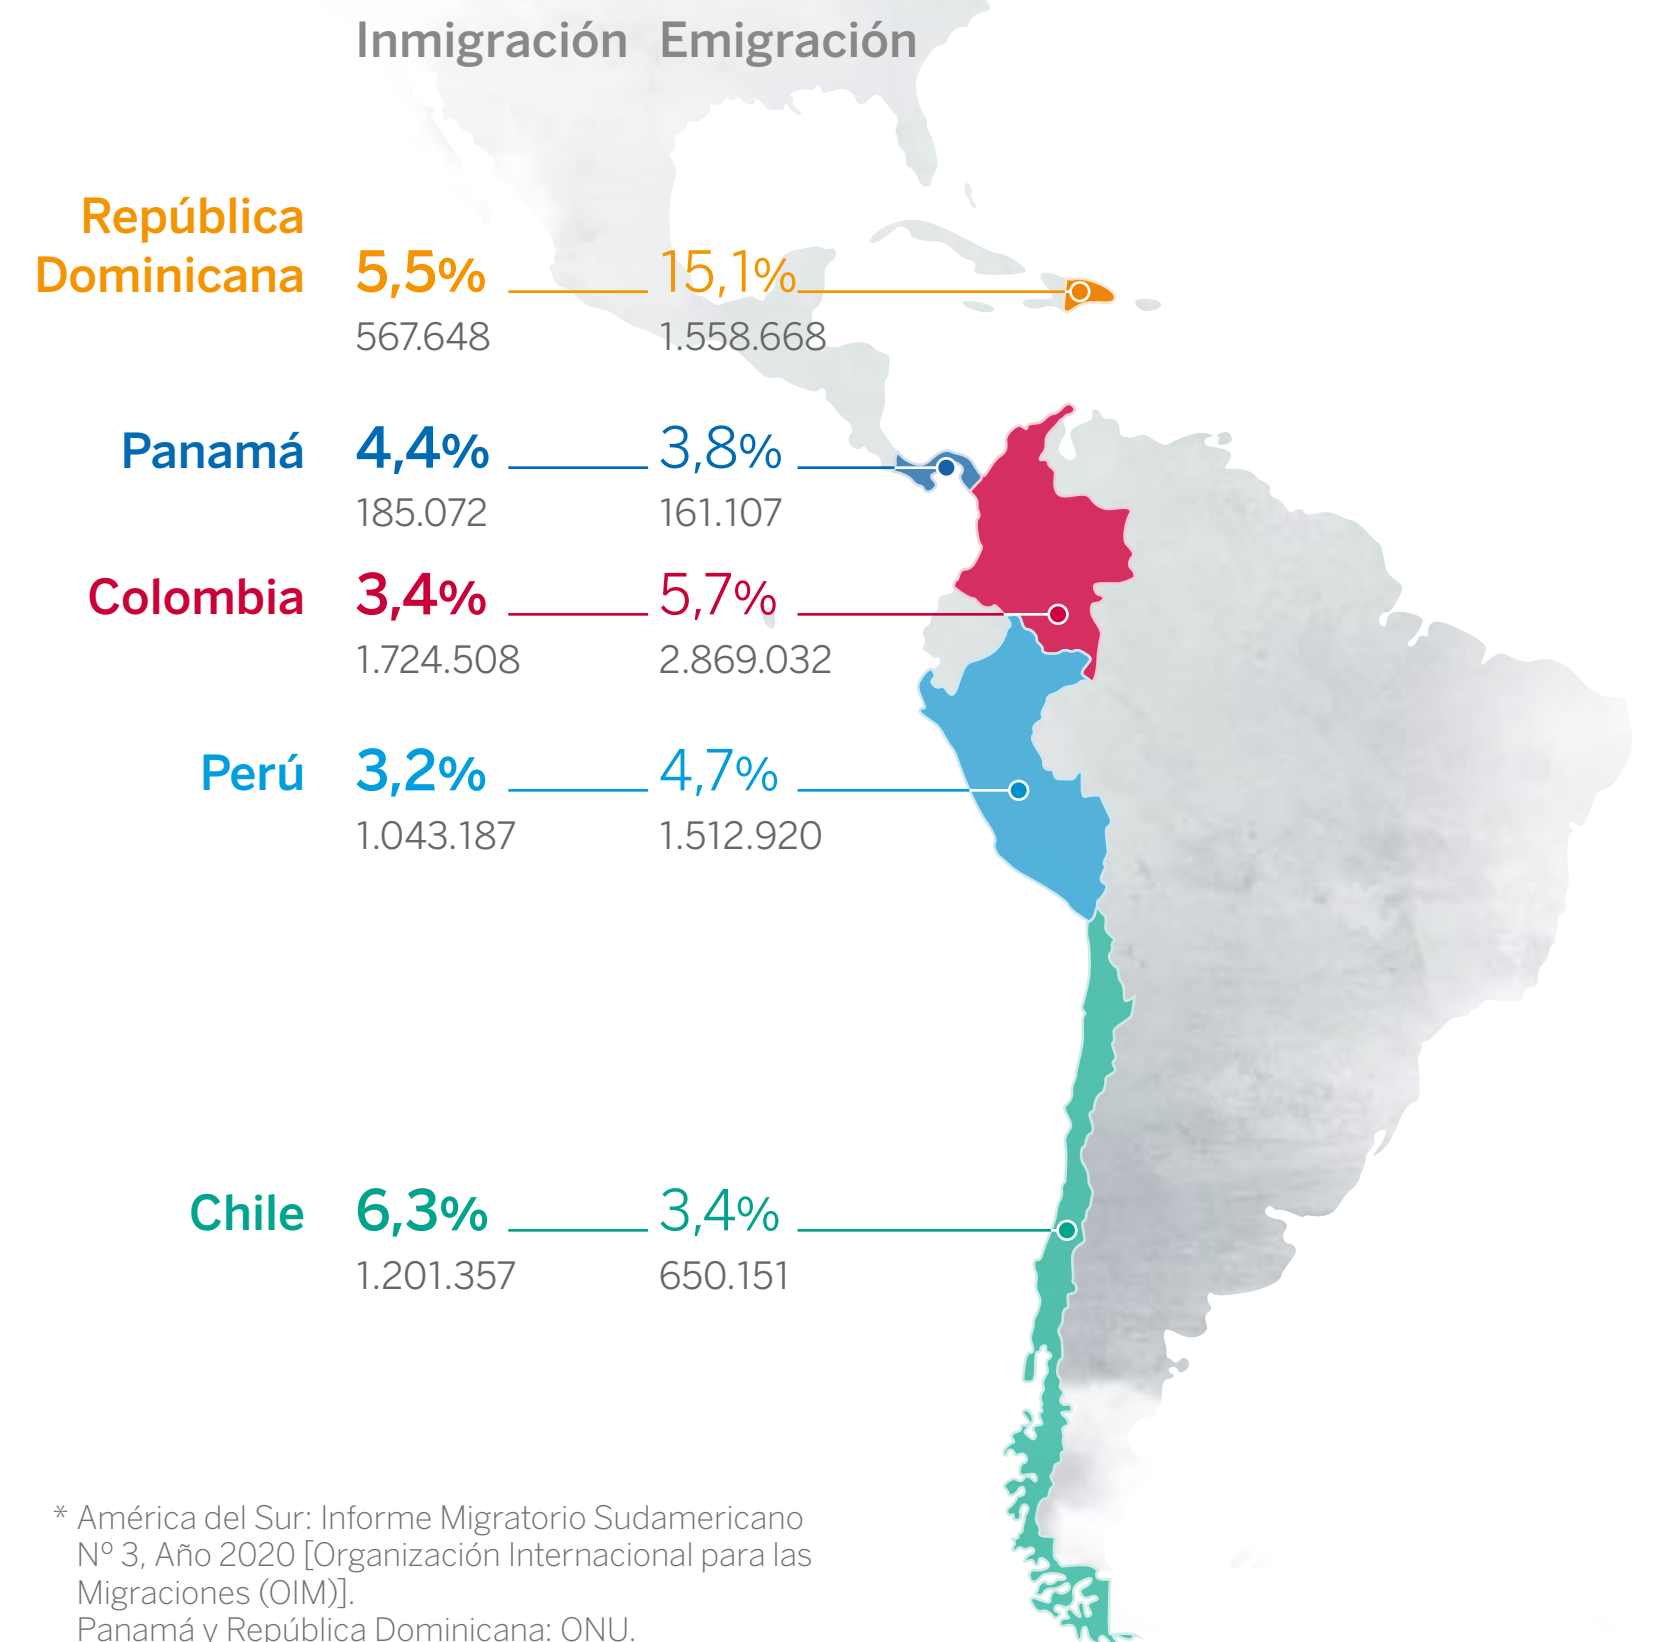 Inmigración Emigración
República
Dominicana 5,5% 15,1%
567.648 1.558.668
Panamá 4,4% 3,8%
185.072 161.107
Colombia 3,4% 5,7%
1.724.508 2.869.032
Perú 3,2% 4,7%
1.043.187 1.512.920
Chile 6,3% 3,4%
1.201.357 650.151
* América del Sur: Informe Migratorio Sudamericano
Nº 3, Año 2020 [Organización Internacional para las
Migraciones (OIM)].
Panamá y República Dominicana: ONU.